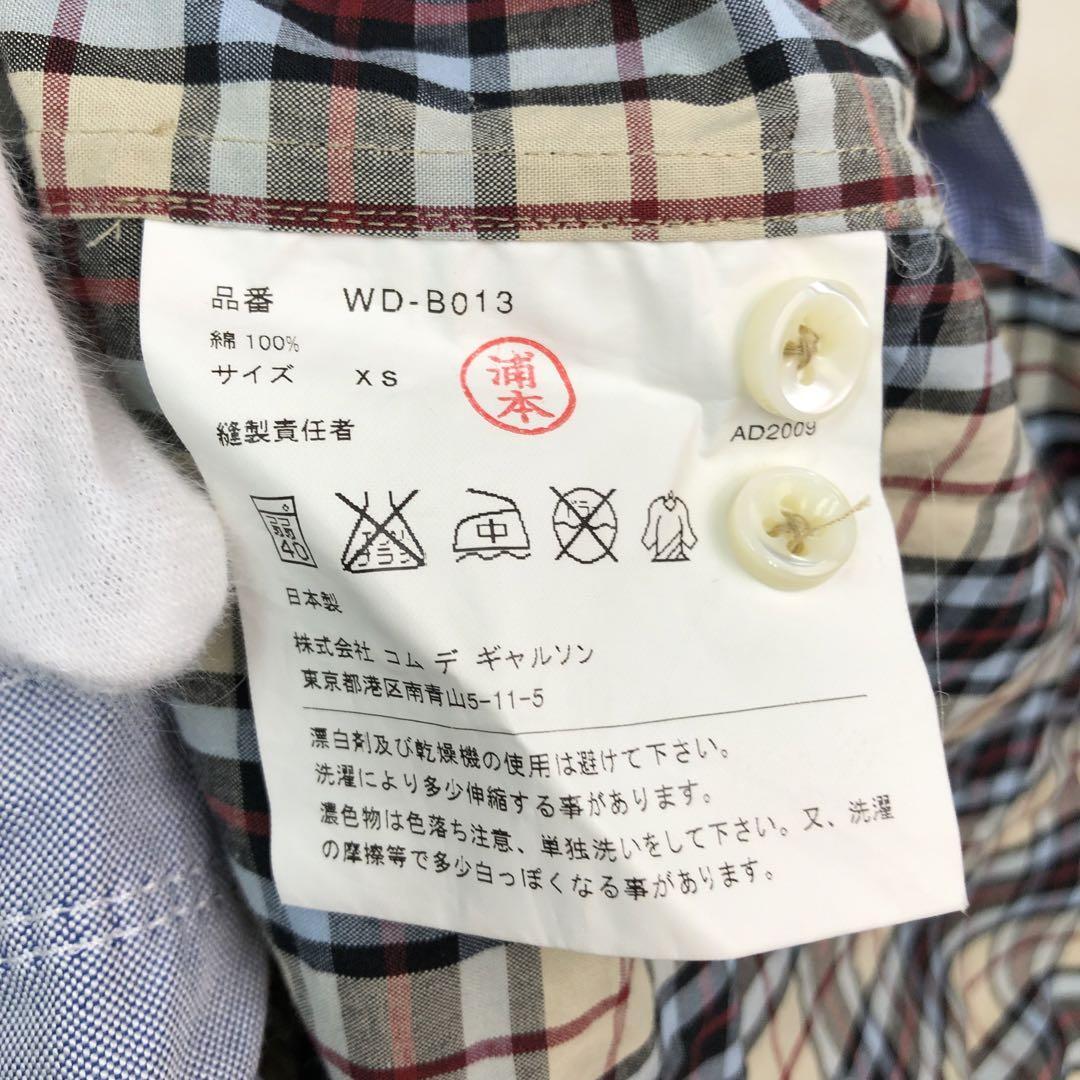 品番 WD-B013
綿 100%
サイズ XS
浦本
縫製責任者
AD2009
弱
40
エンソ
サラシ
中
日本製
株式会社 コム デ ギャルソン
東京都港区南青山5-11-5
漂白剤及び乾燥機の使用は避けて下さい。
洗濯により多少伸縮する事があります。
濃色物は色落ち注意、単独洗いをして下さい。又、洗濯
の摩擦等で多少白っぽくなる事があります。